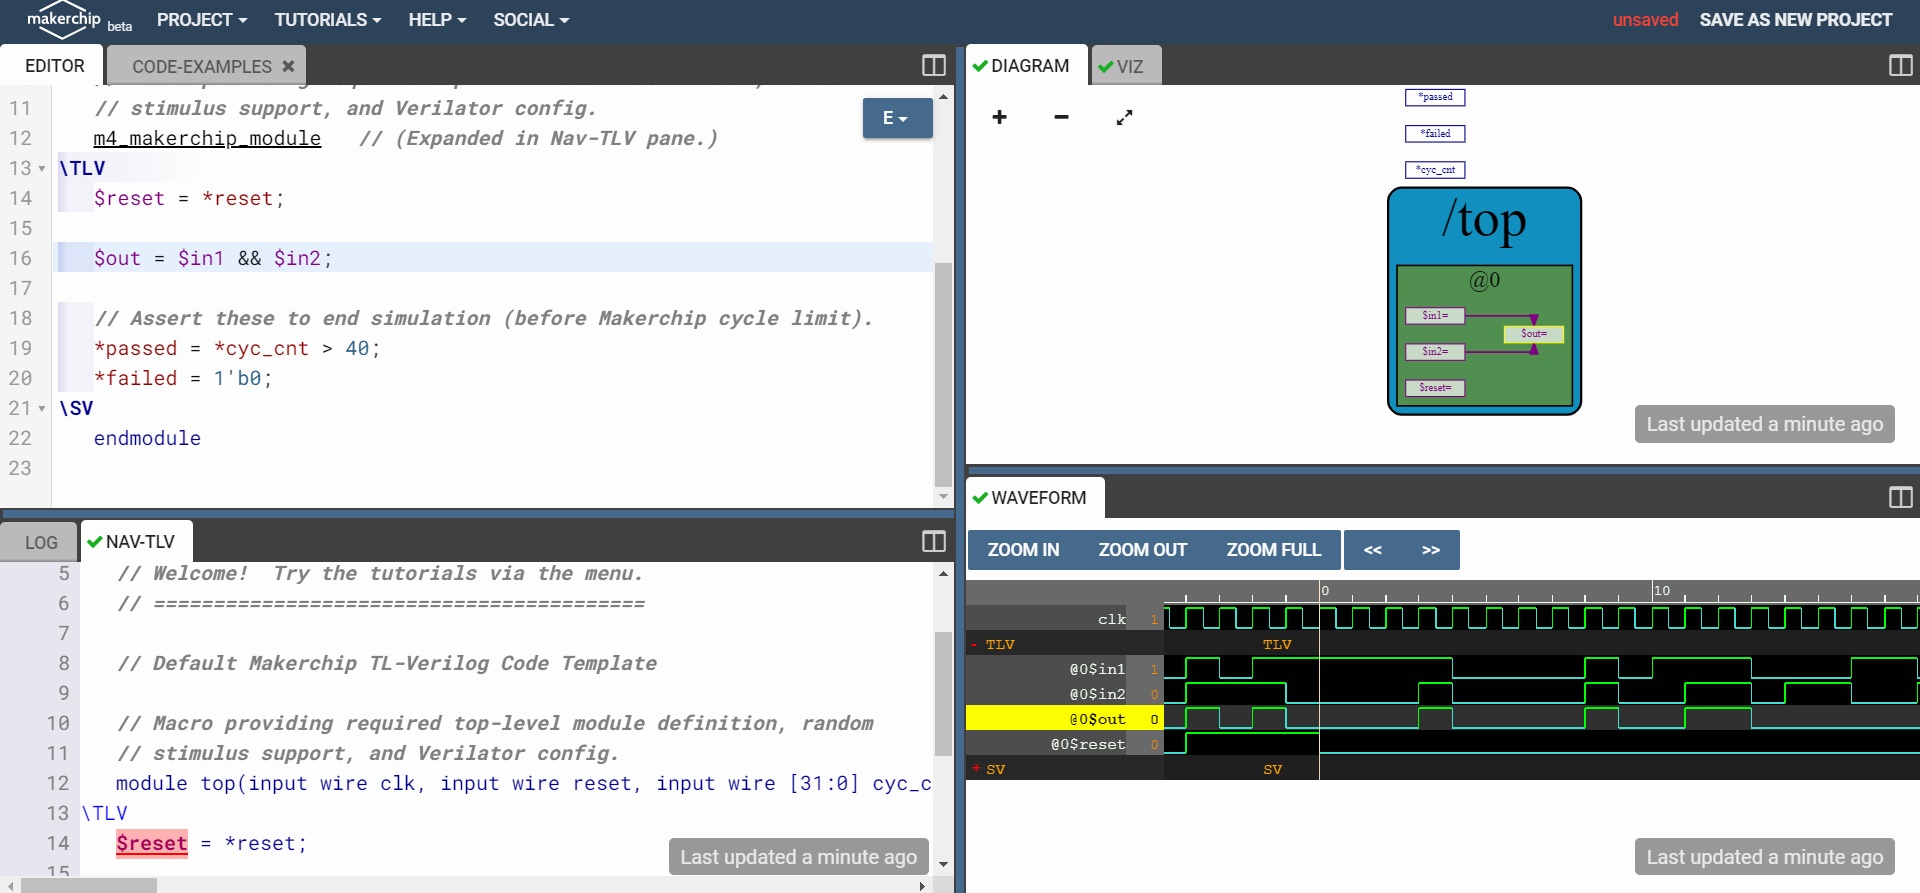 makerchip beta PROJECT TUTORIALS HELP SOCIAL unsaved SAVE AS NEW PROJECT
EDITOR CODE-EXAMPLES
11 // stimulus support, and Verilator config.
12 m4_makerchip_module // (Expanded in Nav-TLV pane.)
E
13 \TLV
14 $reset = *reset;
15
16 $out = $in1 && $in2;
17
18 // Assert these to end simulation (before Makerchip cycle limit).
19 *passed = *cyc_cnt > 40;
20 *failed = 1'b0;
21 \SV
22 endmodule
23
LOG NAV-TLV
5 // Welcome! Try the tutorials via the menu.
6 // =========================================
7
8 // Default Makerchip TL-Verilog Code Template
9
10 // Macro providing required top-level module definition, random
11 // stimulus support, and Verilator config.
12 module top(input wire clk, input wire reset, input wire [31:0] cyc_c
13 \TLV
14 $reset = *reset;
15
Last updated a minute ago
DIAGRAM VIZ
+ −
*passed
*failed
*cyc_cnt
/top
@0
$in1=
$out=
$in2=
$reset=
Last updated a minute ago
WAVEFORM
ZOOM IN ZOOM OUT ZOOM FULL << >>
0 10
clk 1
- TLV TLV
@0$in1 1
@0$in2 0
@0$out 0
@0$reset 0
+ SV SV
Last updated a minute ago